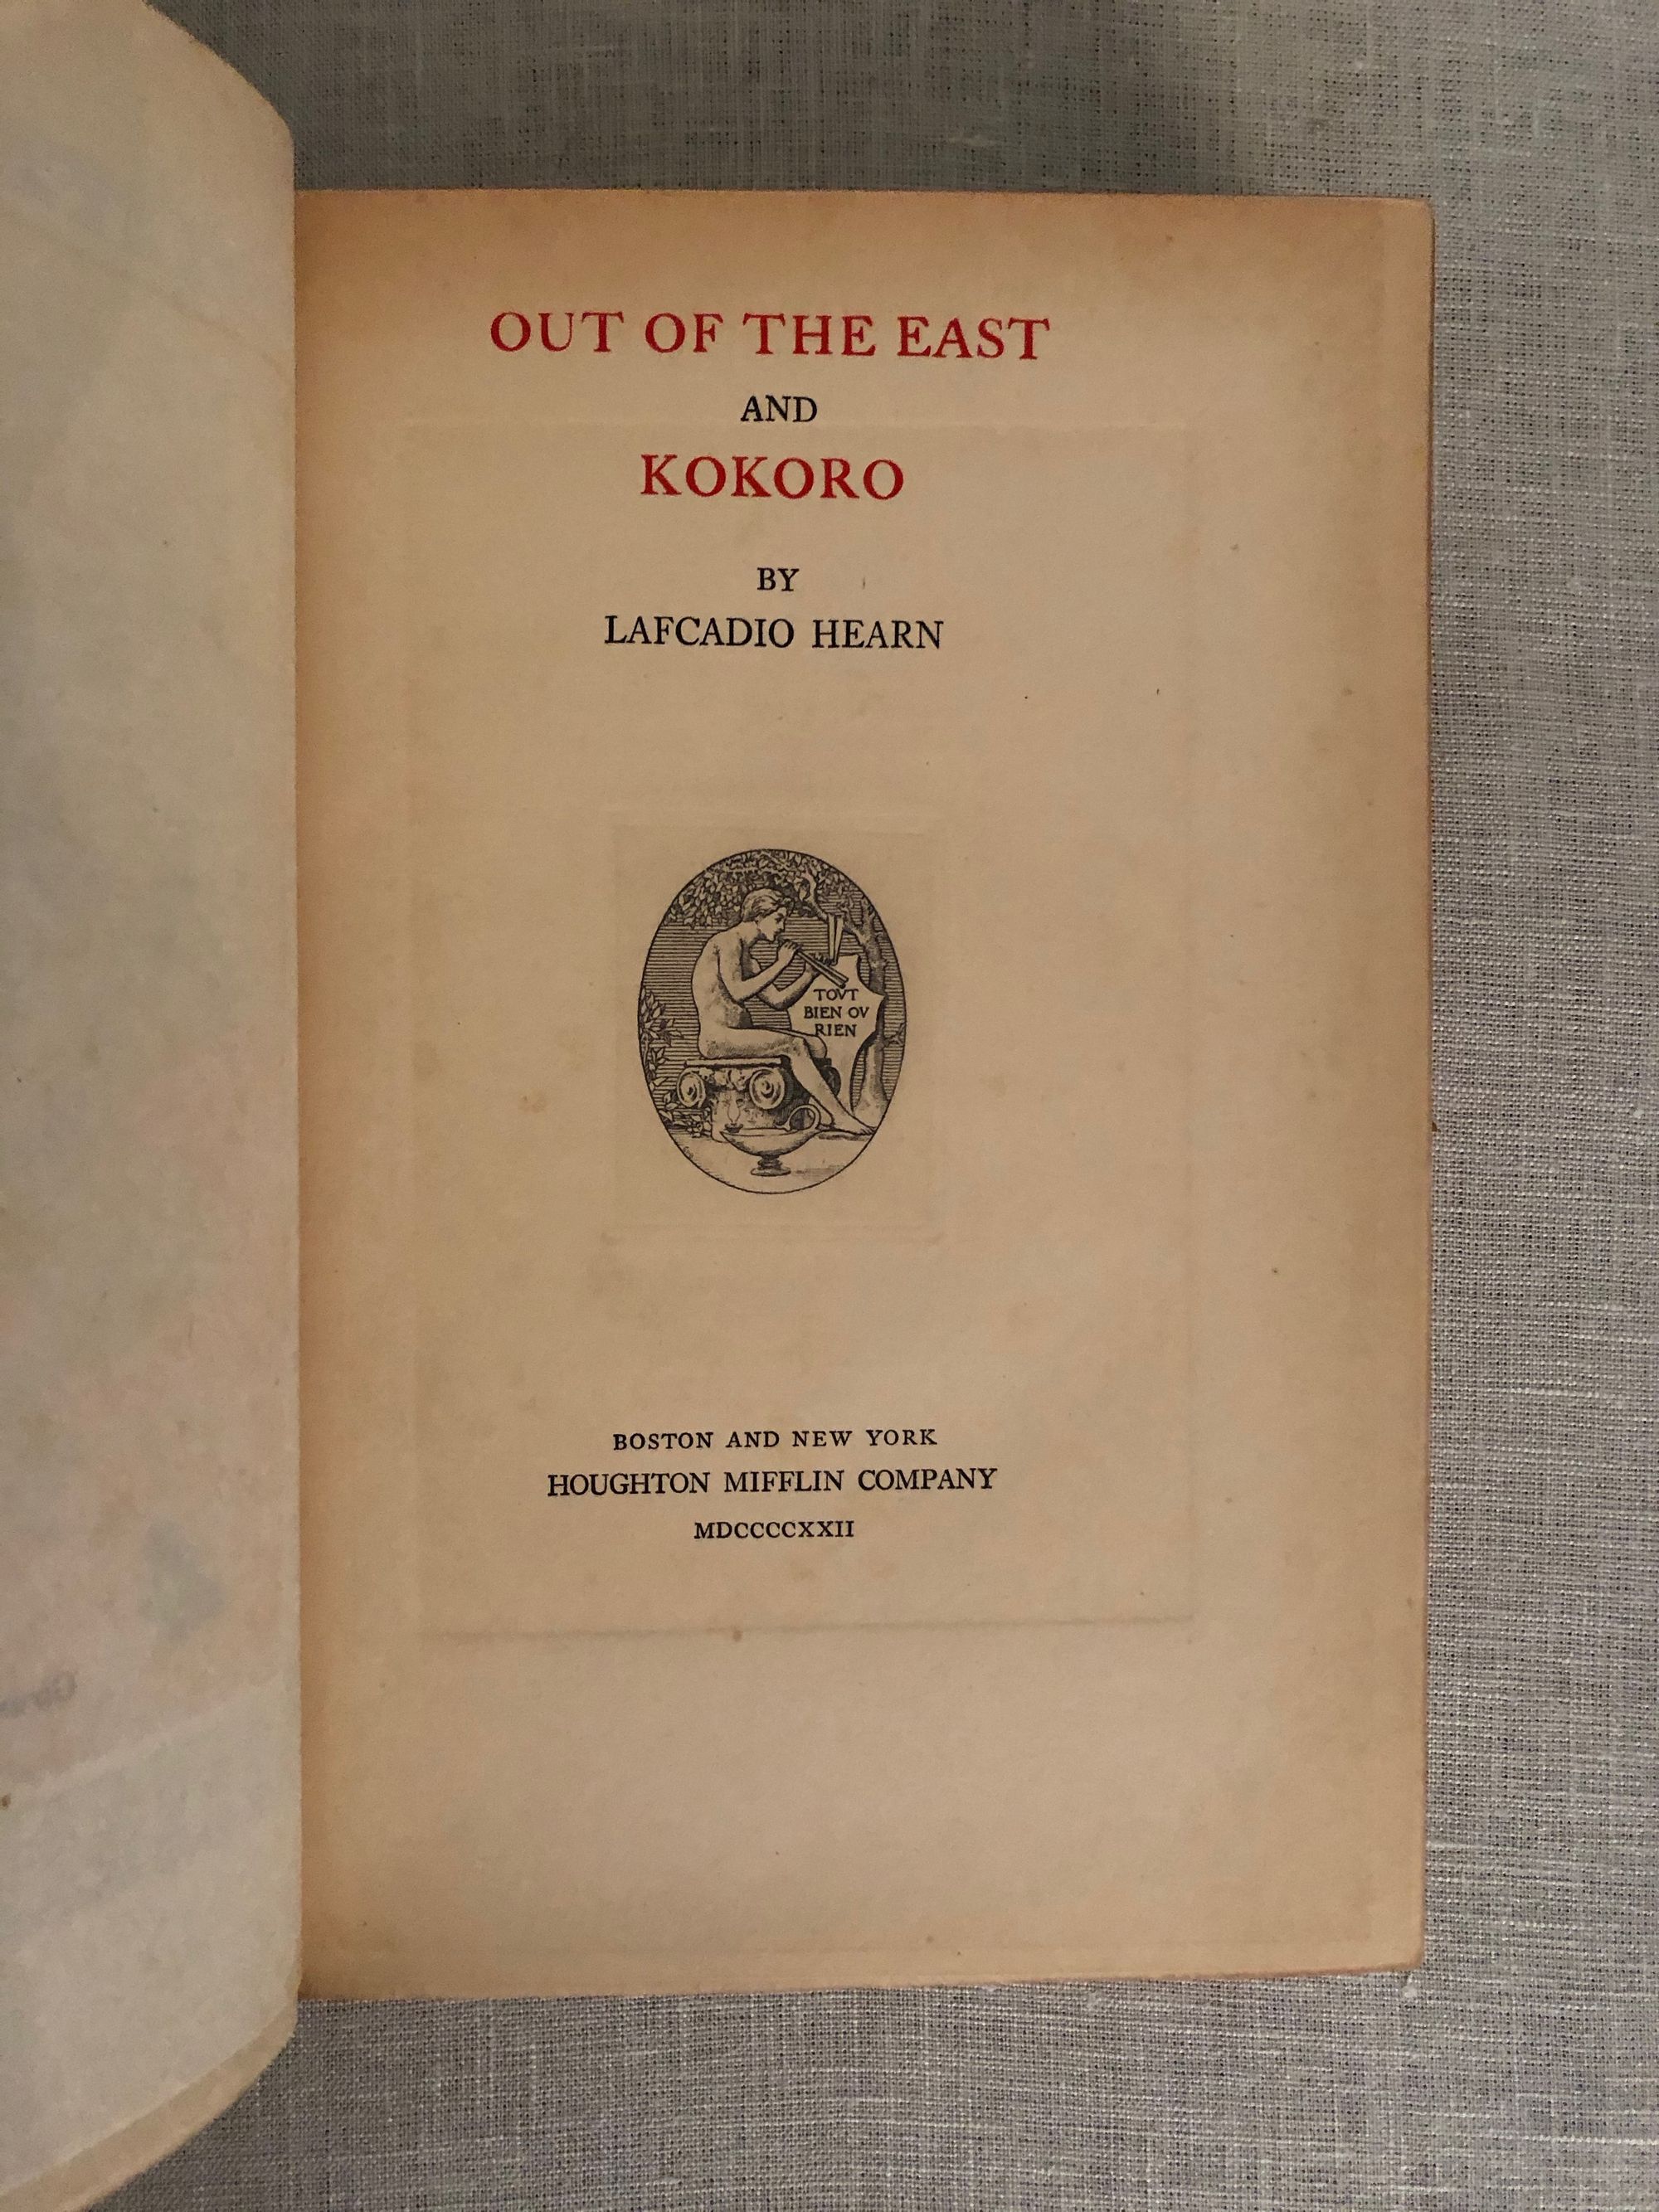 OUT OF THE EAST
AND
KOKORO
BY
LAFCADIO HEARN
TOVT
BIEN OV
RIEN
BOSTON AND NEW YORK
HOUGHTON MIFFLIN COMPANY
MDCCCCXXII